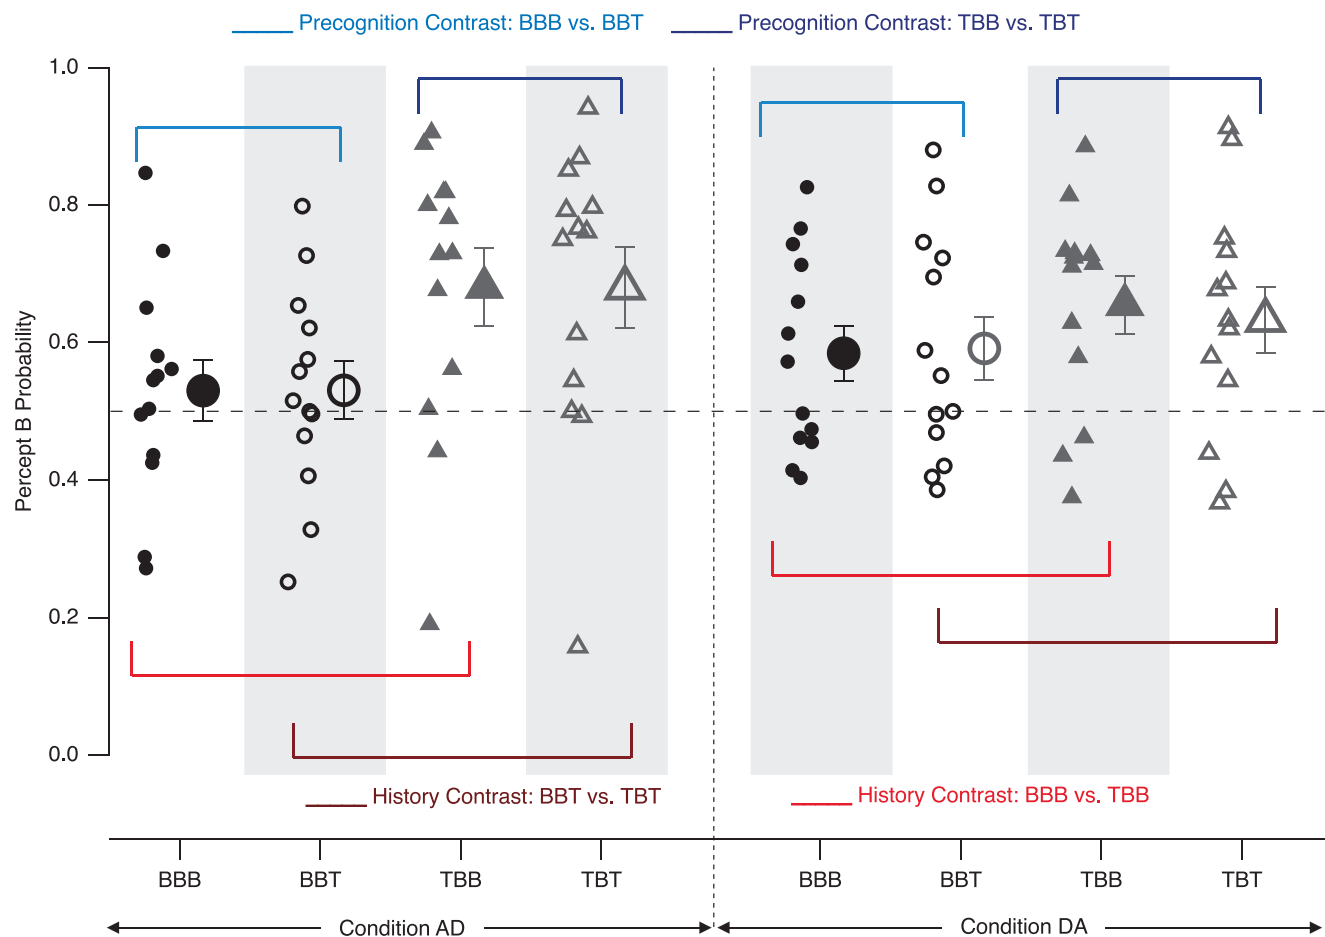 Precognition Contrast: BBB vs. BBT Precognition Contrast: TBB vs. TBT
Percept B Probability
1.0
0.8
0.6
0.4
0.2
0.0
History Contrast: BBT vs. TBT History Contrast: BBB vs. TBB
BBB BBT TBB TBT BBB BBT TBB TBT
Condition AD Condition DA